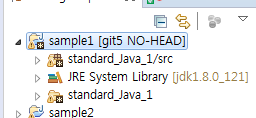 sample1 [git5 NO-HEAD]
standard_Java_1/src
JRE System Library [jdk1.8.0_121]
standard_Java_1
sample2